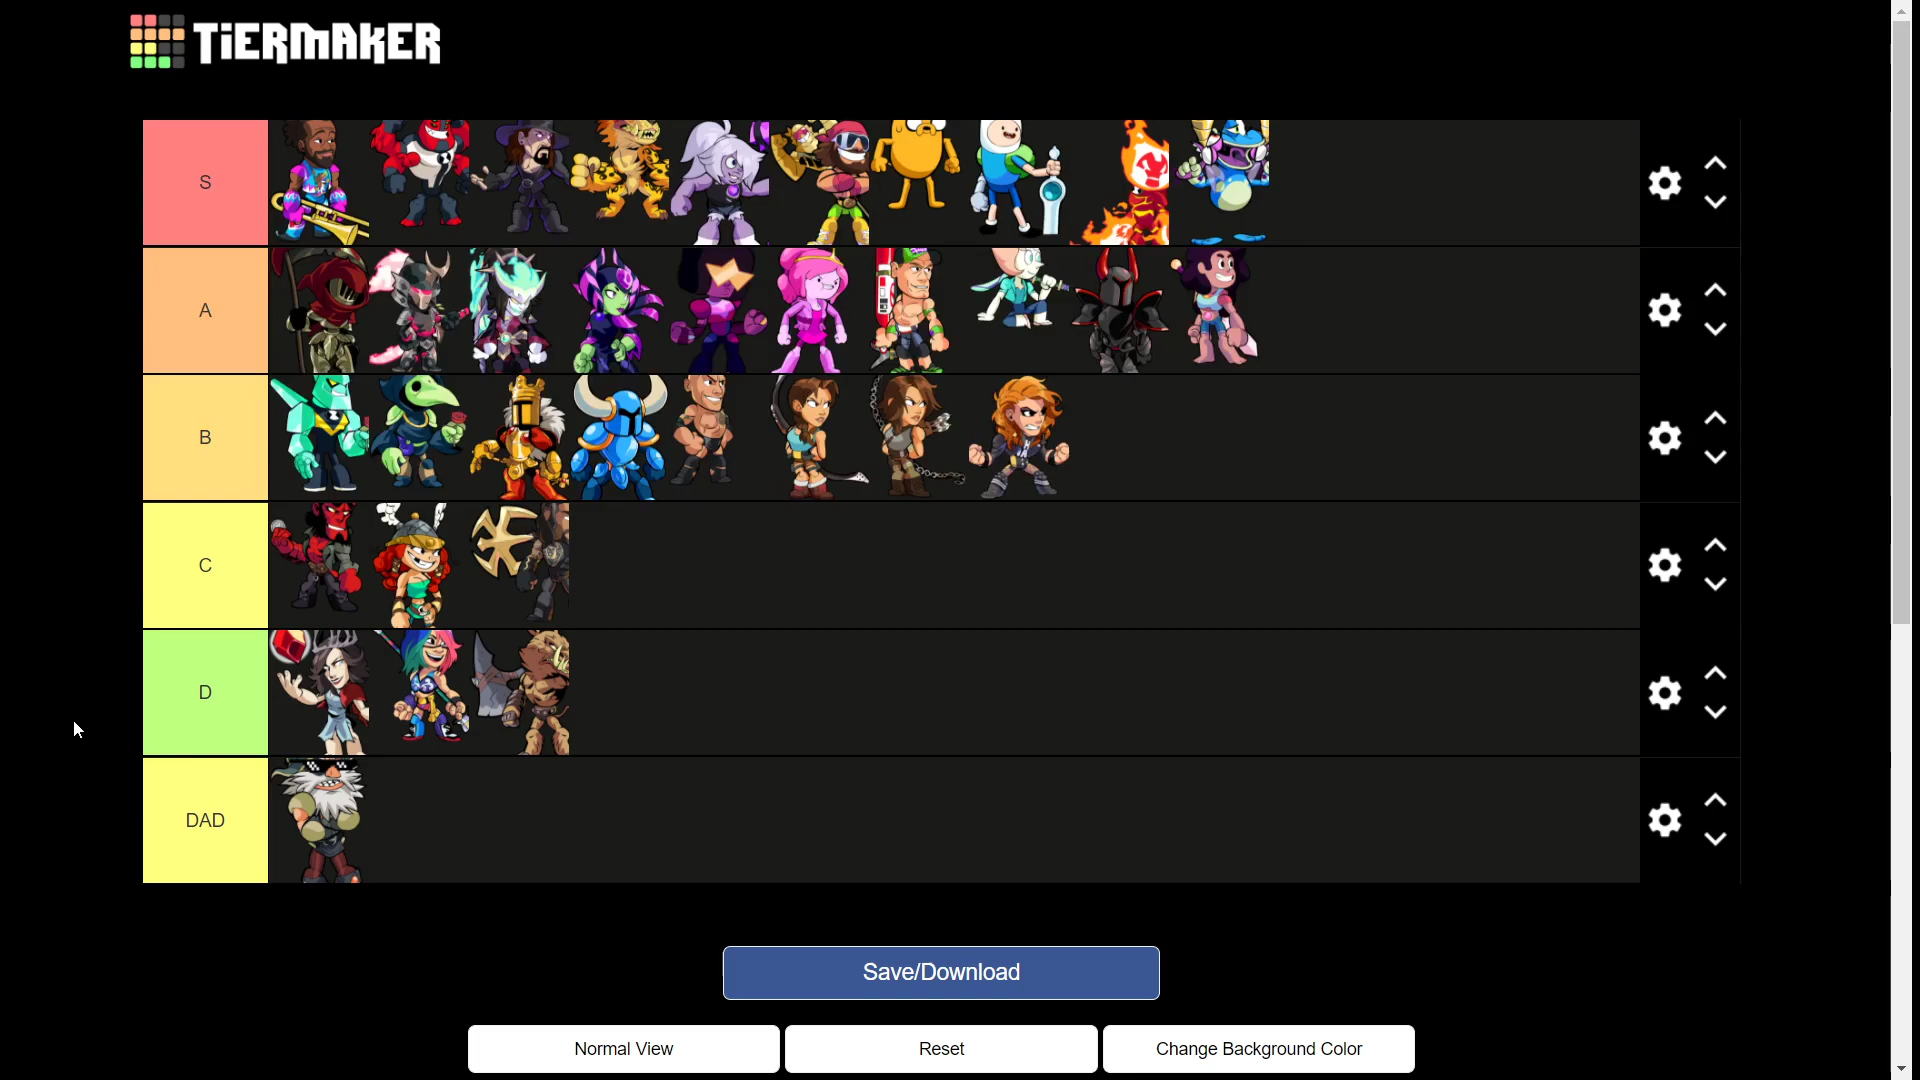 TiERMAKER
S
A
B
C
D
DAD
Save/Download
Normal View
Reset
Change Background Color